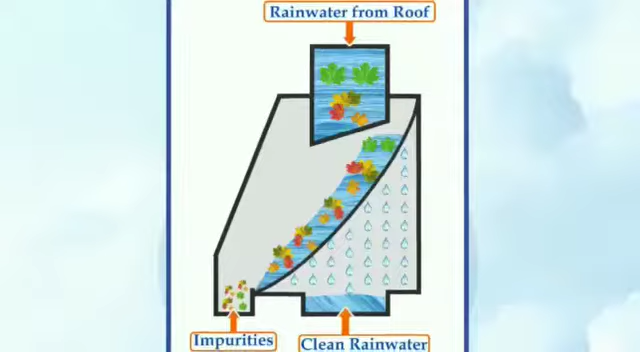 Rainwater from Roof
Impurities
Clean Rainwater